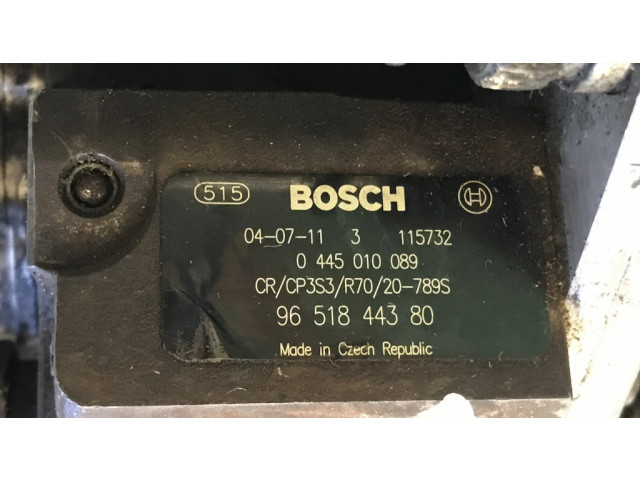 515 BOSCH
04-07-11 3 115732
0 445 010 089
CR/CP3S3/R70/20-789S
96 518 443 80
Made in Czech Republic